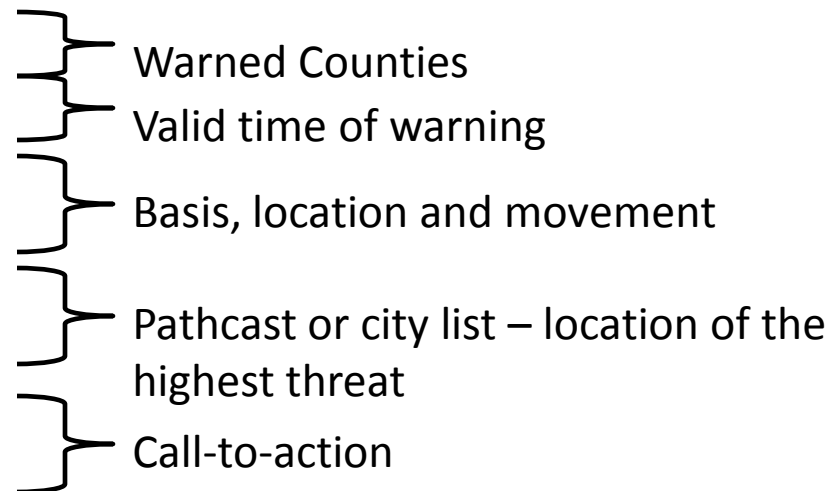 Warned Counties
Valid time of warning
Basis, location and movement
Pathcast or city list – location of the
highest threat
Call-to-action